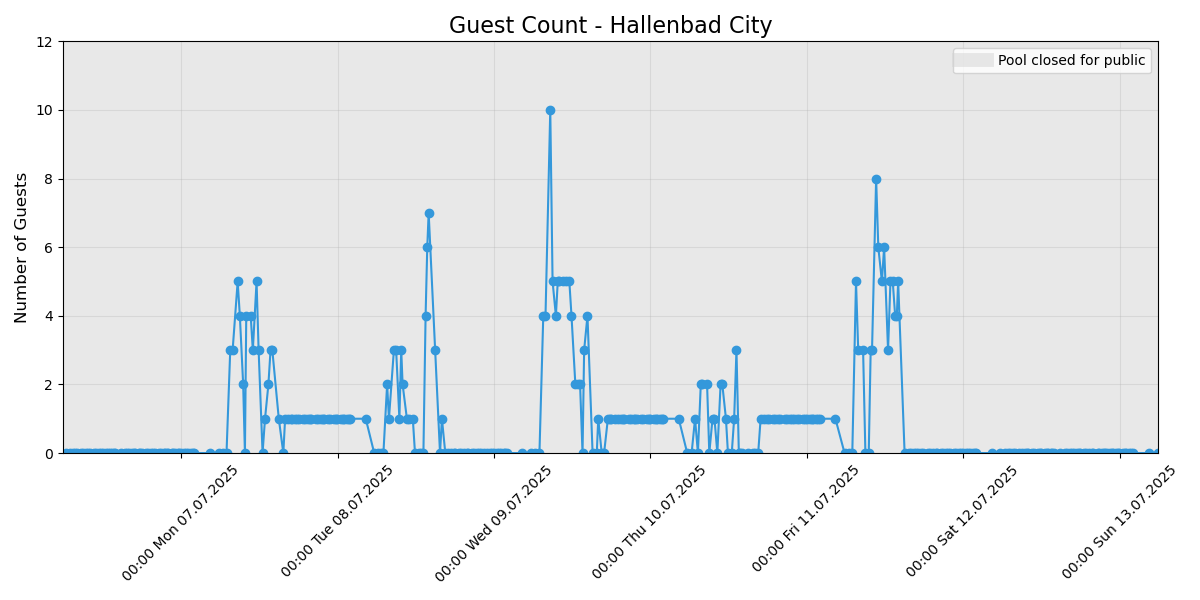 Guest Count - Hallenbad City
Pool closed for public
Number of Guests
12
10
8
6
4
2
0
00:00 Mon 07.07.2025
00:00 Tue 08.07.2025
00:00 Wed 09.07.2025
00:00 Thu 10.07.2025
00:00 Fri 11.07.2025
00:00 Sat 12.07.2025
00:00 Sun 13.07.2025